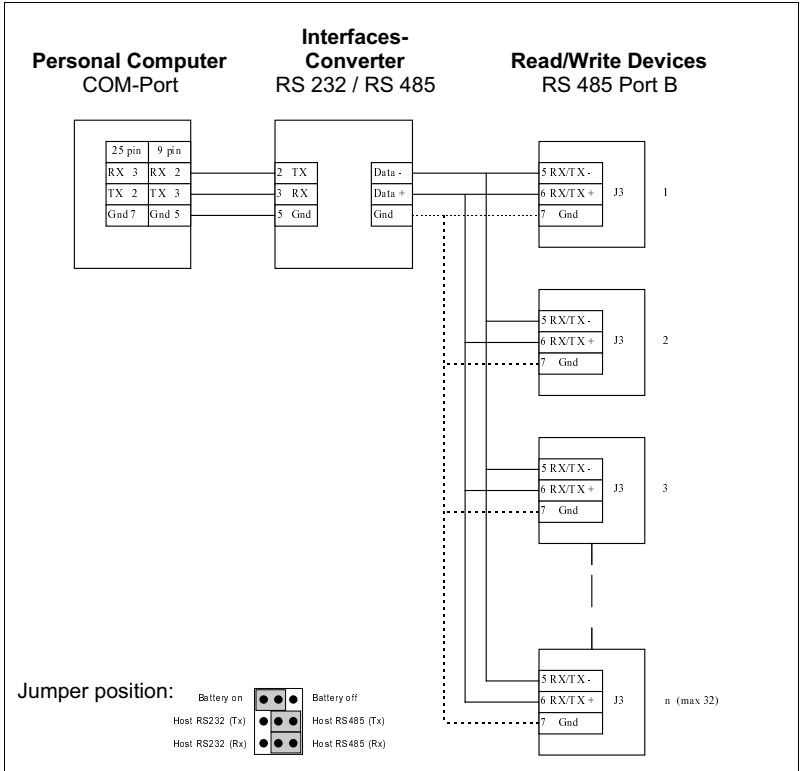 Personal Computer
COM-Port
Interfaces-
Converter
RS 232 / RS 485
Read/Write Devices
RS 485 Port B
25 pin 9 pin
RX 3 RX 2
TX 2 TX 3
Gnd 7 Gnd 5
2 TX
3 RX
5 Gnd
Data -
Data +
Gnd
5 RX/TX -
6 RX/TX +
7 Gnd
J3
1
5 RX/TX -
6 RX/TX +
7 Gnd
J3
2
5 RX/TX -
6 RX/TX +
7 Gnd
J3
3
5 RX/TX -
6 RX/TX +
7 Gnd
J3
n (max 32)
Jumper position:
Battery on Battery off
Host RS232 (Tx) Host RS485 (Tx)
Host RS232 (Rx) Host RS485 (Rx)